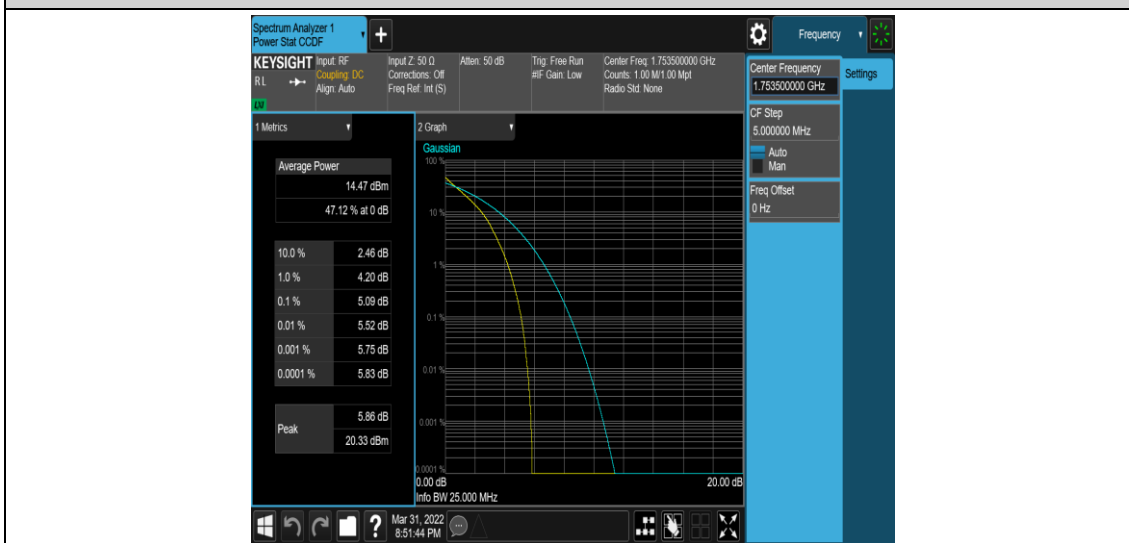 Spectrum Analyzer 1
Power Stat CCDF
+
Frequency
KEYSIGHT
RL
LXI
Input: RF
Coupling: DC
Align: Auto
Input Z: 50 Ω
Corrections: Off
Freq Ref: Int (S)
Atten: 50 dB
Trig: Free Run
#IF Gain: Low
Center Freq: 1.753500000 GHz
Counts: 1.00 M/1.00 Mpt
Radio Std: None
Center Frequency
1.753500000 GHz
Settings
CF Step
5.000000 MHz
Auto
Man
Freq Offset
0 Hz
1 Metrics
Average Power
14.47 dBm
47.12 % at 0 dB
10.0 % 2.46 dB
1.0 % 4.20 dB
0.1 % 5.09 dB
0.01 % 5.52 dB
0.001 % 5.75 dB
0.0001 % 5.83 dB
Peak
5.86 dB
20.33 dBm
2 Graph
Gaussian
100 %
10 %
1 %
0.1 %
0.01 %
0.001 %
0.0001 %
0.00 dB 20.00 dB
Info BW 25.000 MHz
?
Mar 31, 2022
8:51:44 PM